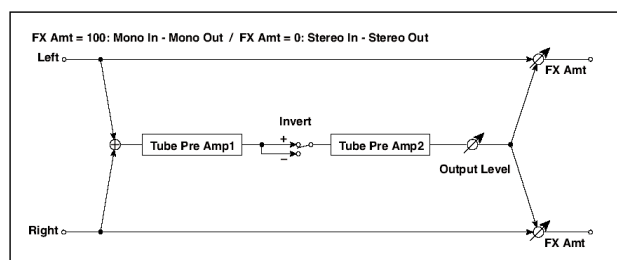 FX Amt = 100: Mono In - Mono Out / FX Amt = 0: Stereo In - Stereo Out
Left
FX Amt
Invert
+
Tube Pre Amp1
Tube Pre Amp2
−
Output Level
Right
FX Amt